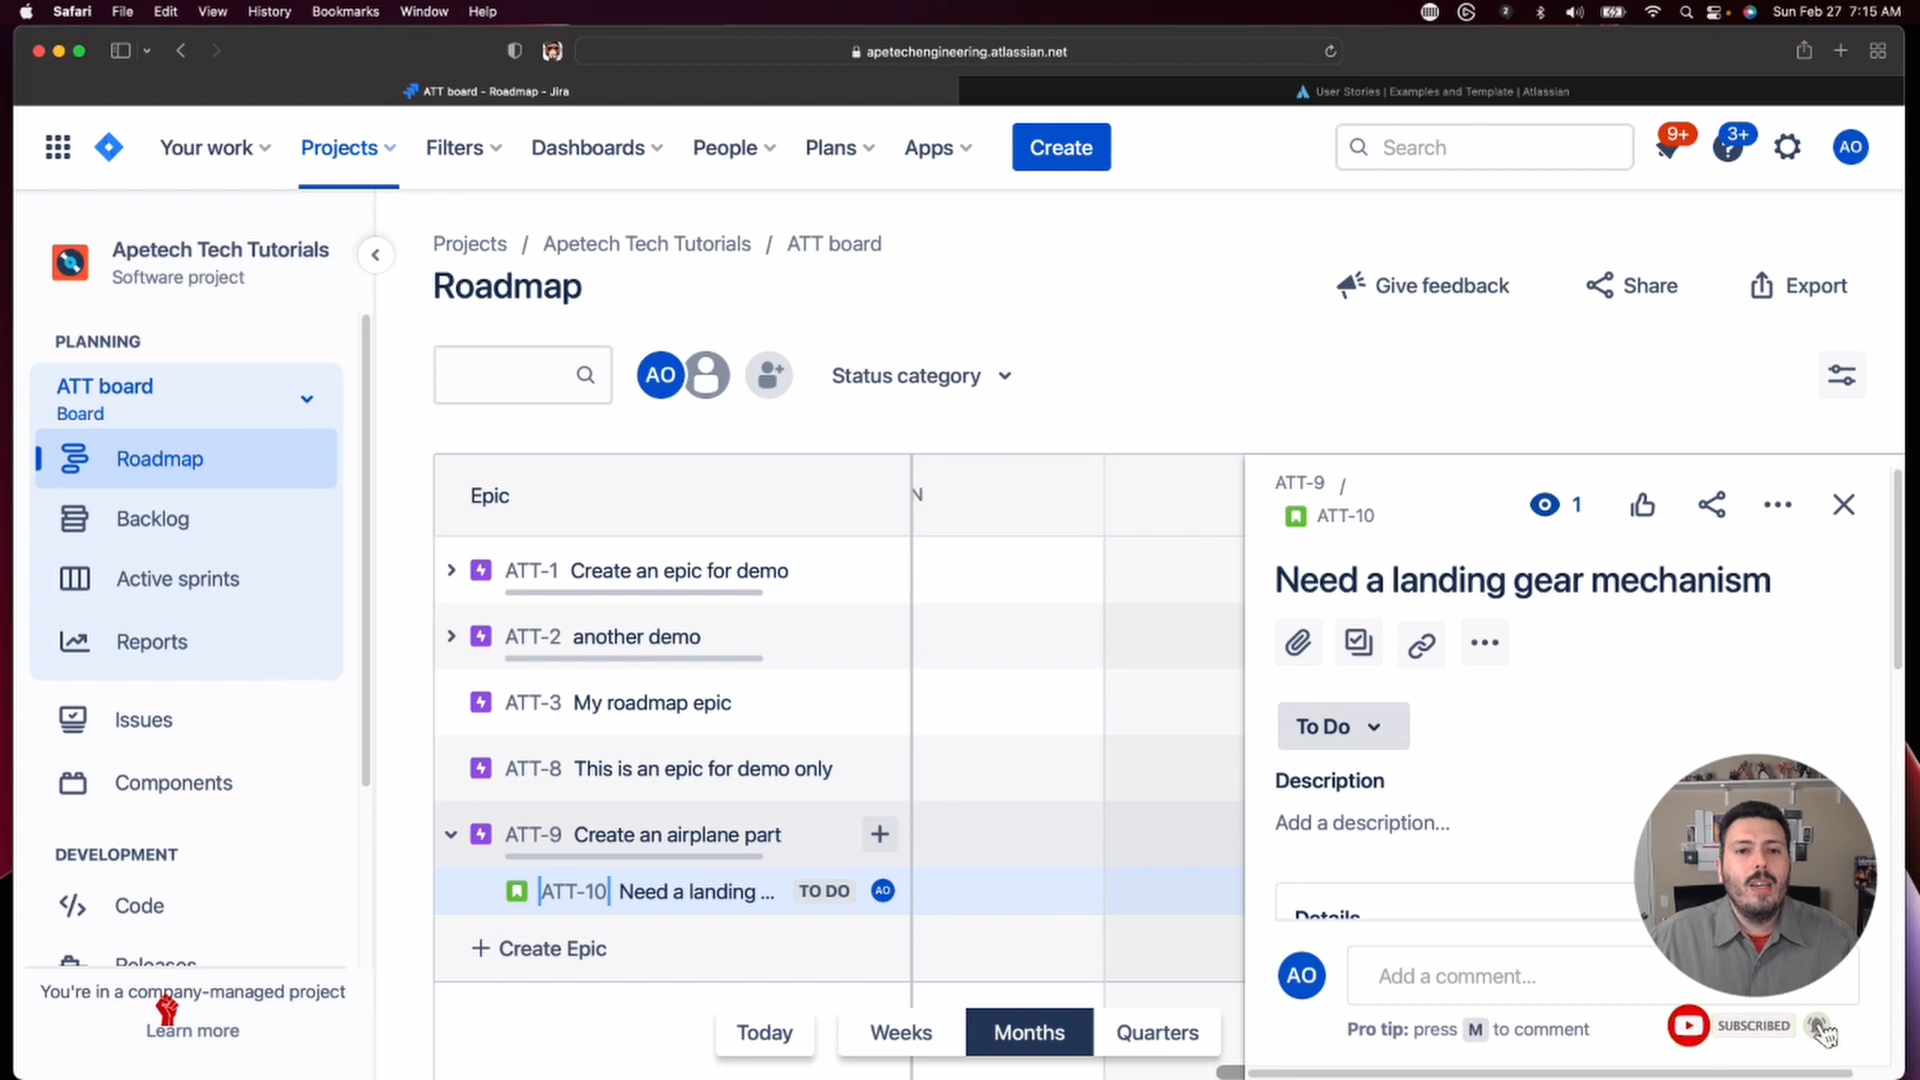 Safari File Edit View History Bookmarks Window Help
Sun Feb 27 7:15 AM
apetechengineering.atlassian.net
ATT board - Roadmap - Jira
User Stories | Examples and Template | Atlassian
Your work Projects Filters Dashboards People Plans Apps Create
Search
9+
3+
AO
Apetech Tech Tutorials
Software project
Projects / Apetech Tech Tutorials / ATT board
Roadmap
Give feedback
Share
Export
PLANNING
ATT board
Board
Roadmap
Backlog
Active sprints
Reports
Issues
Components
DEVELOPMENT
Code
Releases
You're in a company-managed project
Learn more
AO
Status category
Epic
N
ATT-1 Create an epic for demo
ATT-2 another demo
ATT-3 My roadmap epic
ATT-8 This is an epic for demo only
ATT-9 Create an airplane part
ATT-10 Need a landing ... TO DO AO
+ Create Epic
Today
Weeks
Months
Quarters
ATT-9 /
ATT-10
1
Need a landing gear mechanism
To Do
Description
Add a description...
Details
AO
Add a comment...
Pro tip: press M to comment
SUBSCRIBED